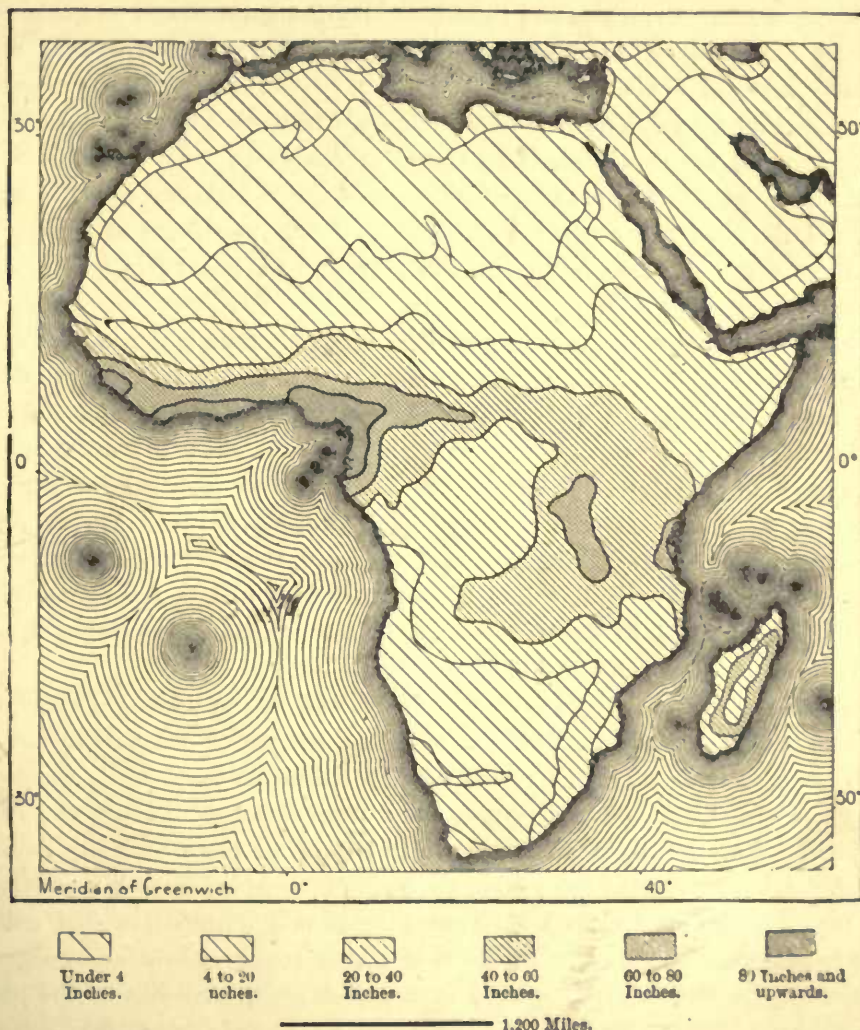 30° 30°
0° 0°
30° 30°
Meridian of Greenwich 0° 40°
Under 4 4 to 20 20 to 40 40 to 60 60 to 80 8) Inches and
Inches. nches. Inches. Inches. Inches. upwards.
1,200 Miles.